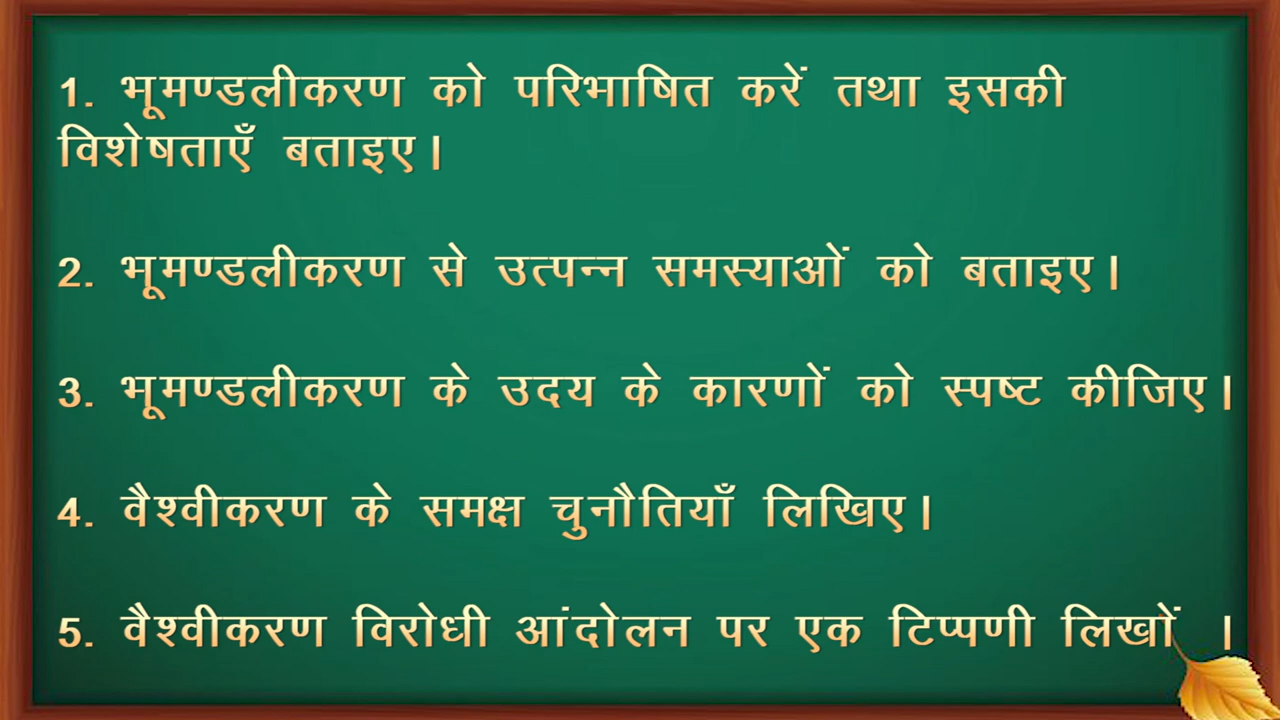 1. भूमण्डलीकरण को परिभाषित करें तथा इसकी
विशेषताएँ बताइए।
2. भूमण्डलीकरण से उत्पन्न समस्याओं को बताइए।
3. भूमण्डलीकरण के उदय के कारणों को स्पष्ट कीजिए।
4. वैश्वीकरण के समक्ष चुनौतियाँ लिखिए।
5. वैश्वीकरण विरोधी आंदोलन पर एक टिप्पणी लिखों ।